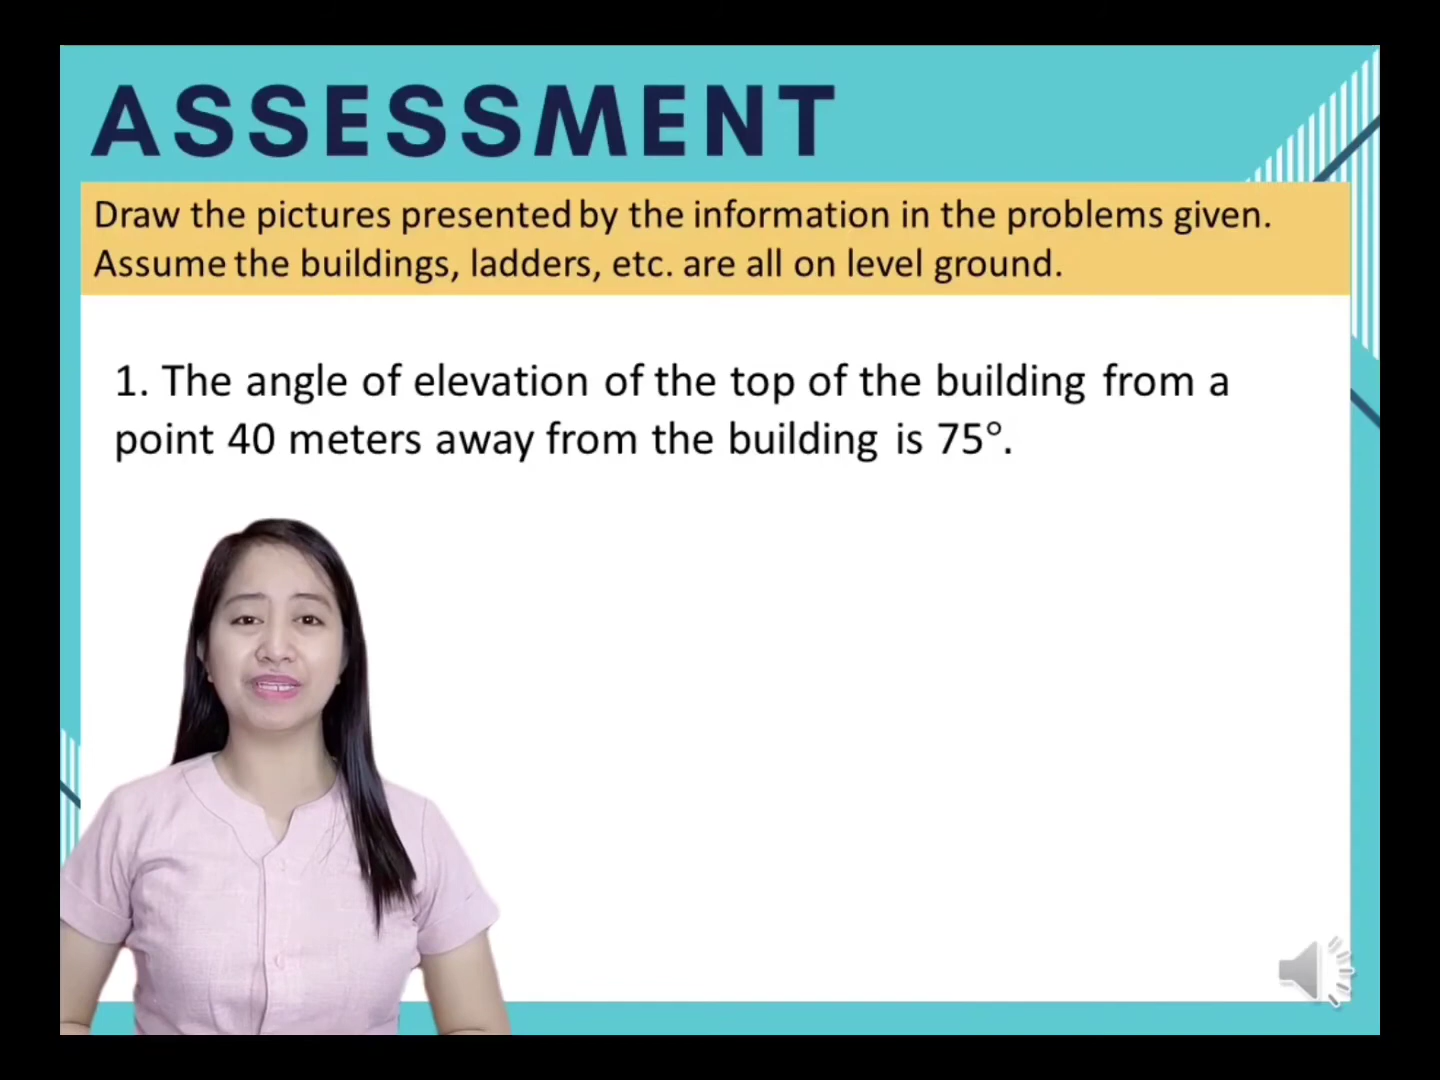 ASSESSMENT
Draw the pictures presented by the information in the problems given.
Assume the buildings, ladders, etc. are all on level ground.
1. The angle of elevation of the top of the building from a
point 40 meters away from the building is 75°.